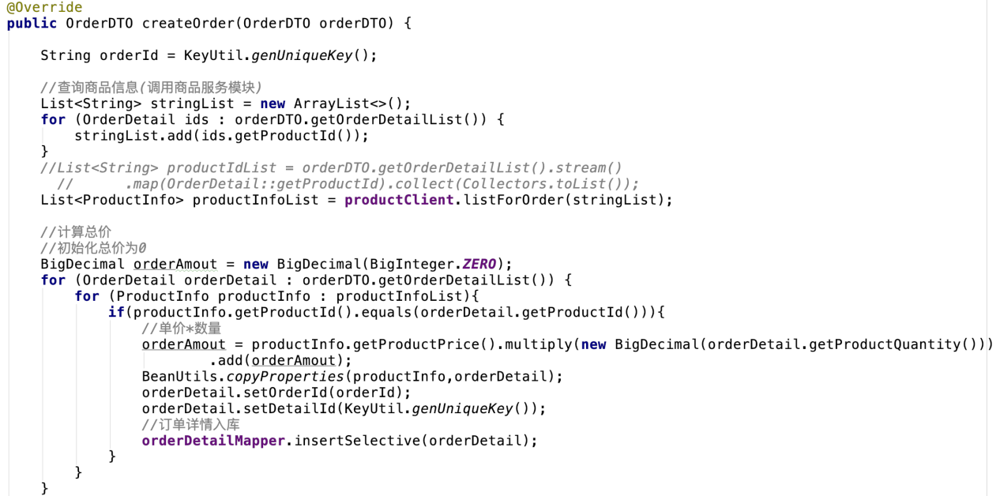 @Override
public OrderDTO createOrder(OrderDTO orderDTO) {
String orderId = KeyUtil.genUniqueKey();
//查询商品信息(调用商品服务模块)
List<String> stringList = new ArrayList<>();
for (OrderDetail ids : orderDTO.getOrderDetailList()) {
stringList.add(ids.getProductId());
}
//List<String> productIdList = orderDTO.getOrderDetailList().stream()
//      .map(OrderDetail::getProductId).collect(Collectors.toList());
List<ProductInfo> productInfoList = productClient.listForOrder(stringList);
//计算总价
//初始化总价为0
BigDecimal orderAmout = new BigDecimal(BigInteger.ZERO);
for (OrderDetail orderDetail : orderDTO.getOrderDetailList()) {
for (ProductInfo productInfo : productInfoList){
if(productInfo.getProductId().equals(orderDetail.getProductId())){
//单价*数量
orderAmout = productInfo.getProductPrice().multiply(new BigDecimal(orderDetail.getProductQuantity()))
.add(orderAmout);
BeanUtils.copyProperties(productInfo,orderDetail);
orderDetail.setOrderId(orderId);
orderDetail.setDetailId(KeyUtil.genUniqueKey());
//订单详情入库
orderDetailMapper.insertSelective(orderDetail);
}
}
}